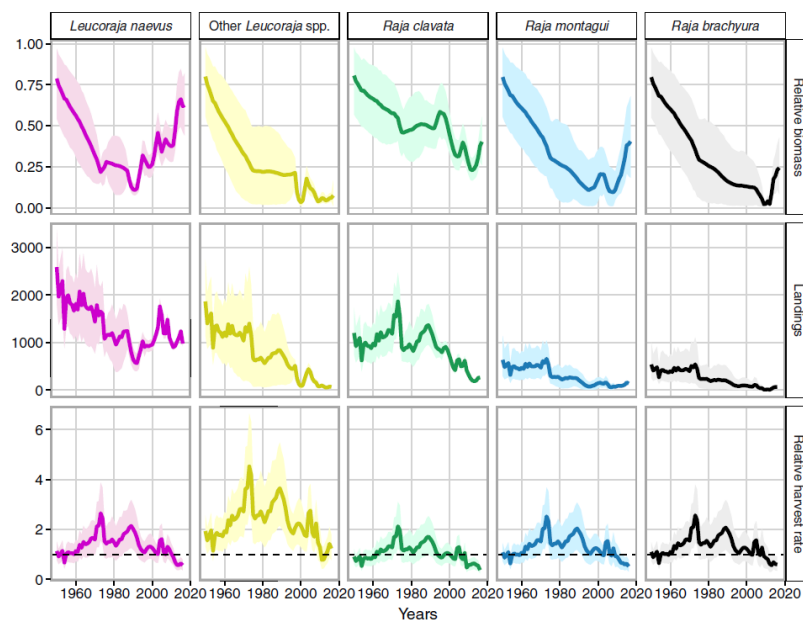 Leucoraja naevus
Other Leucoraja spp.
Raja clavata
Raja montagui
Raja brachyura
1.00
0.75
0.50
0.25
0.00
Relative biomass
3000
2000
1000
0
Landings
6
4
2
0
Relative harvest rate
1960 1980 2000 2020
1960 1980 2000 2020
1960 1980 2000 2020
1960 1980 2000 2020
1960 1980 2000 2020
Years